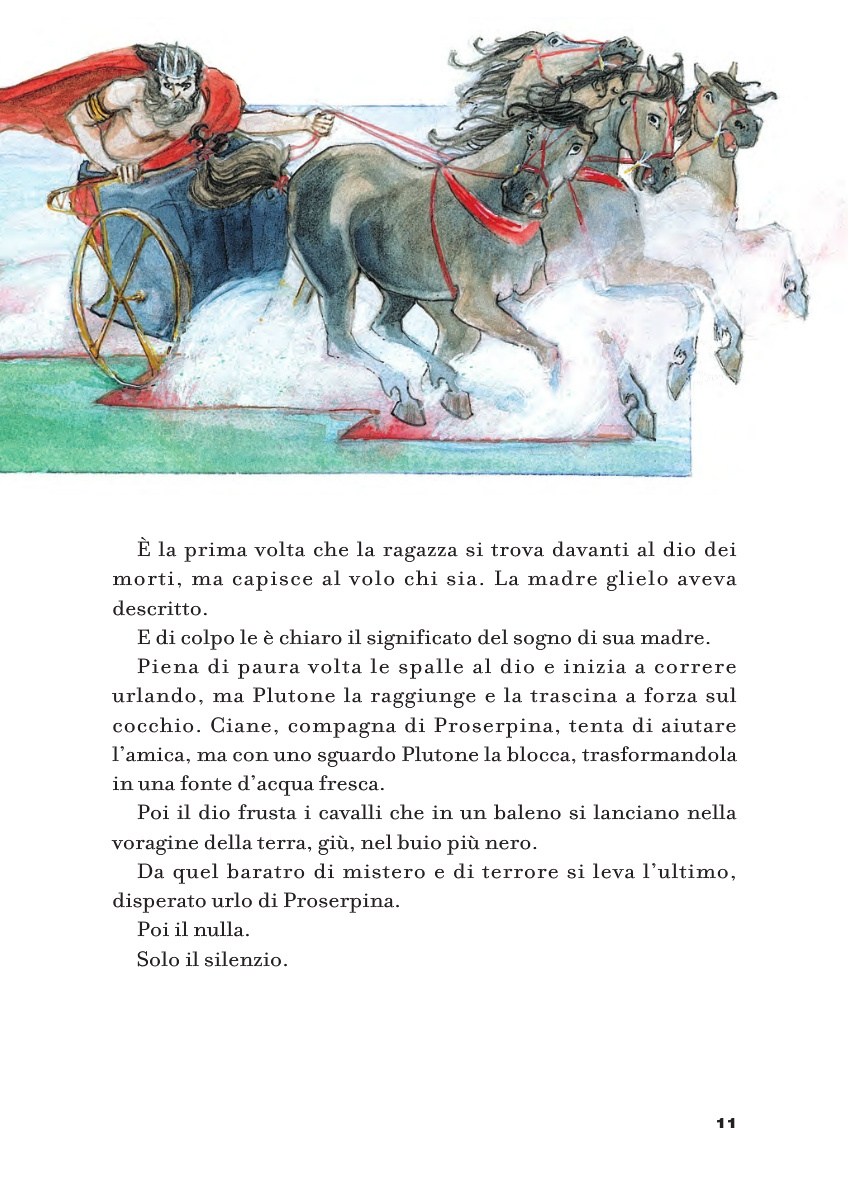 È la prima volta che la ragazza si trova davanti al dio dei
morti, ma capisce al volo chi sia. La madre glielo aveva
descritto.
E di colpo le è chiaro il significato del sogno di sua madre.
Piena di paura volta le spalle al dio e inizia a correre
urlando, ma Plutone la raggiunge e la trascina a forza sul
cocchio. Ciane, compagna di Proserpina, tenta di aiutare
l’amica, ma con uno sguardo Plutone la blocca, trasformandola
in una fonte d’acqua fresca.
Poi il dio frusta i cavalli che in un baleno si lanciano nella
voragine della terra, giù, nel buio più nero.
Da quel baratro di mistero e di terrore si leva l’ultimo,
disperato urlo di Proserpina.
Poi il nulla.
Solo il silenzio.
11